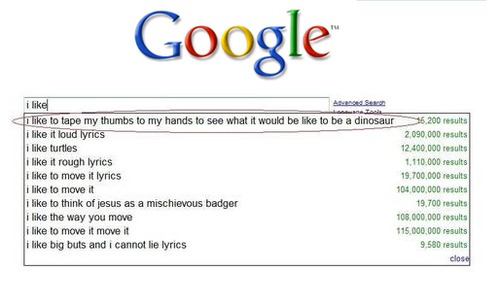 Google™
i like
Advanced Search
Language Tools
i like to tape my thumbs to my hands to see what it would be like to be a dinosaur 15,200 results
i like it loud lyrics 2,090,000 results
i like turtles 12,400,000 results
i like it rough lyrics 1,110,000 results
i like to move it lyrics 19,700,000 results
i like to move it 104,000,000 results
i like to think of jesus as a mischievous badger 19,700 results
i like the way you move 108,000,000 results
i like to move it move it 115,000,000 results
i like big buts and i cannot lie lyrics 9,580 results
close